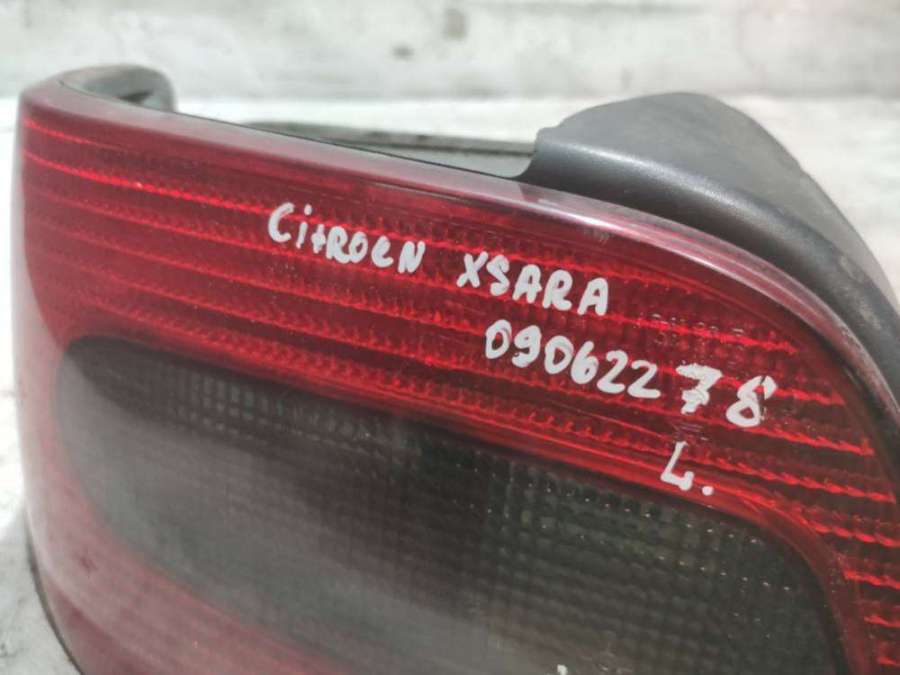 CitROEN XSARA
09062278
L.